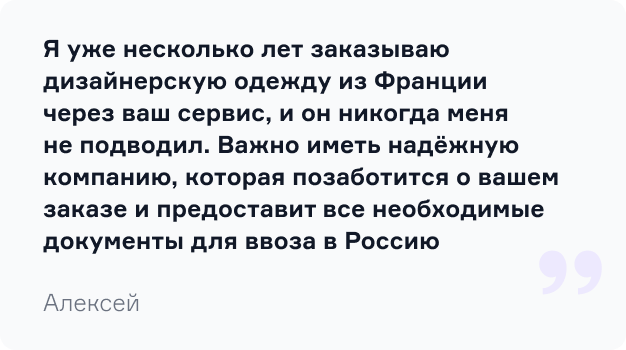 Я уже несколько лет заказываю
дизайнерскую одежду из Франции
через ваш сервис, и он никогда меня
не подводил. Важно иметь надёжную
компанию, которая позаботится о вашем
заказе и предоставит все необходимые
документы для ввоза в Россию
Алексей